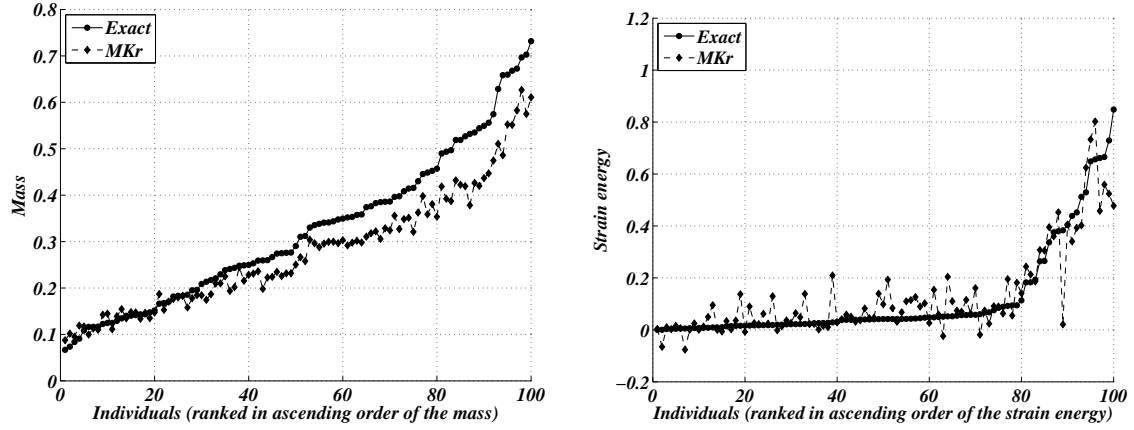 0.8
0.7
0.6
0.5
0.4
0.3
0.2
0.1
0
Mass
Exact
MKr
0 20 40 60 80 100
Individuals (ranked in ascending order of the mass)
1.2
1
0.8
0.6
0.4
0.2
0
−0.2
Strain energy
Exact
MKr
0 20 40 60 80 100
Individuals (ranked in ascending order of the strain energy)